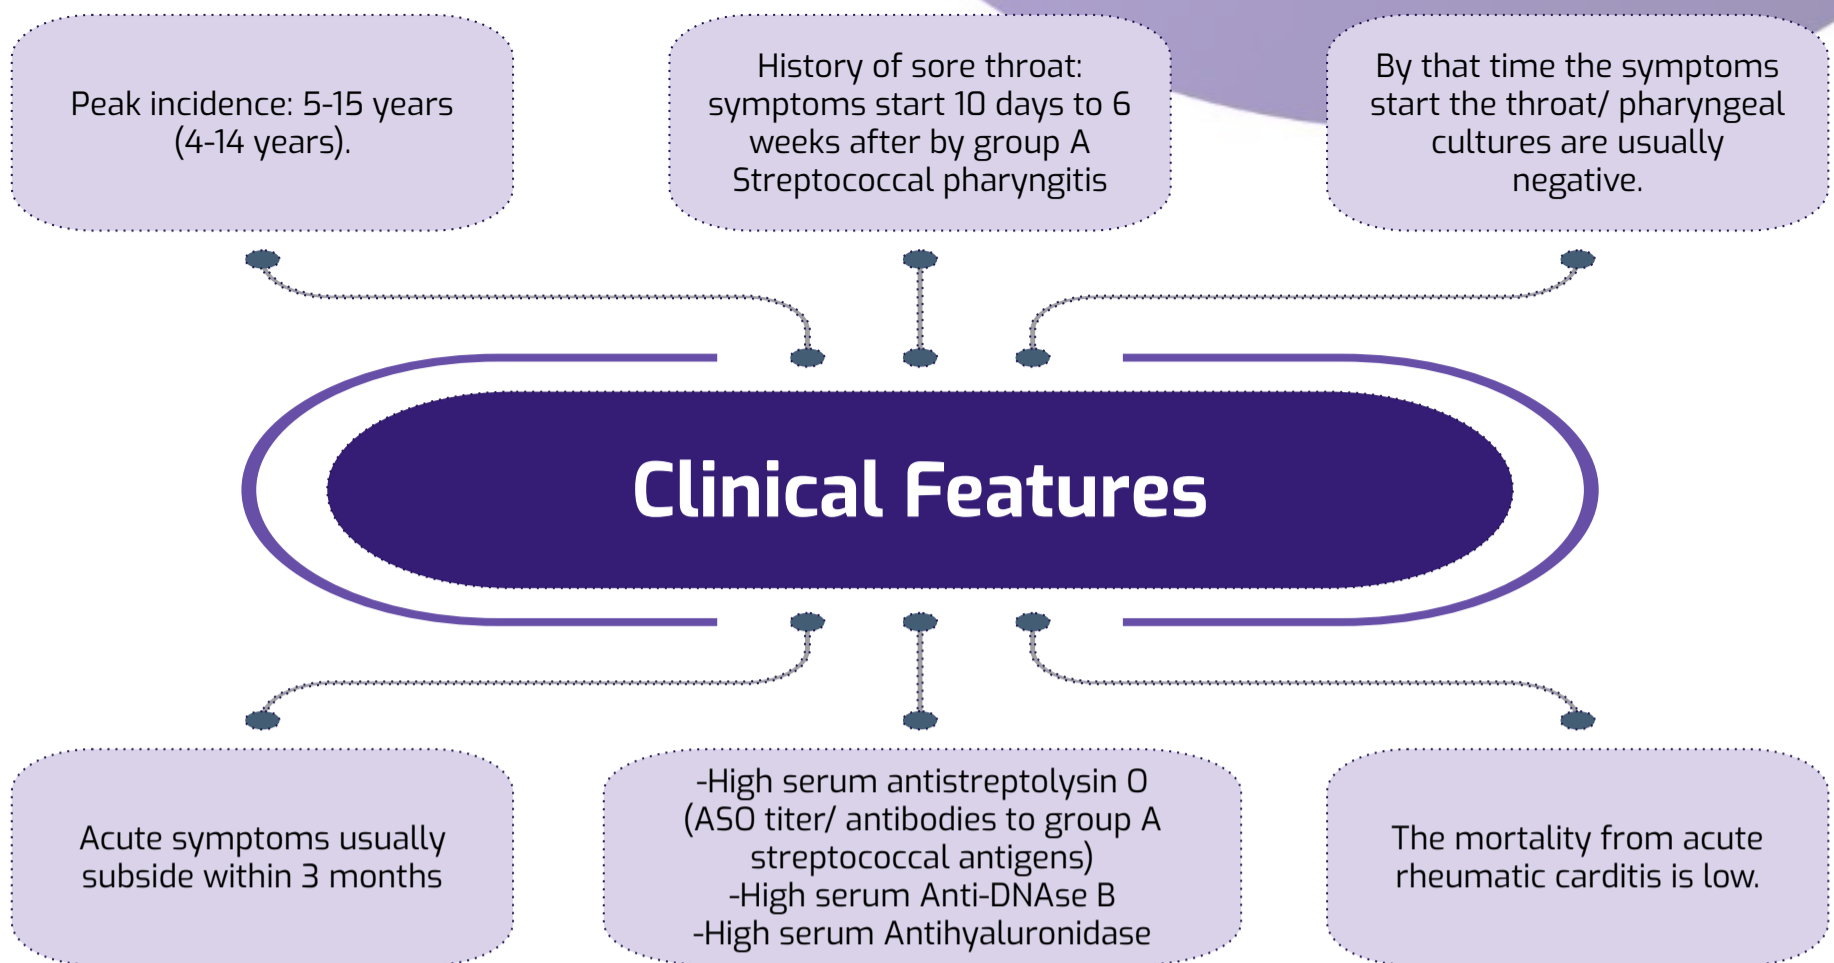 Peak incidence: 5-15 years
(4-14 years).
History of sore throat:
symptoms start 10 days to 6
weeks after by group A
Streptococcal pharyngitis
By that time the symptoms
start the throat/ pharyngeal
cultures are usually
negative.
Clinical Features
Acute symptoms usually
subside within 3 months
-High serum antistreptolysin O
(ASO titer/ antibodies to group A
streptococcal antigens)
-High serum Anti-DNAse B
-High serum Antihyaluronidase
The mortality from acute
rheumatic carditis is low.